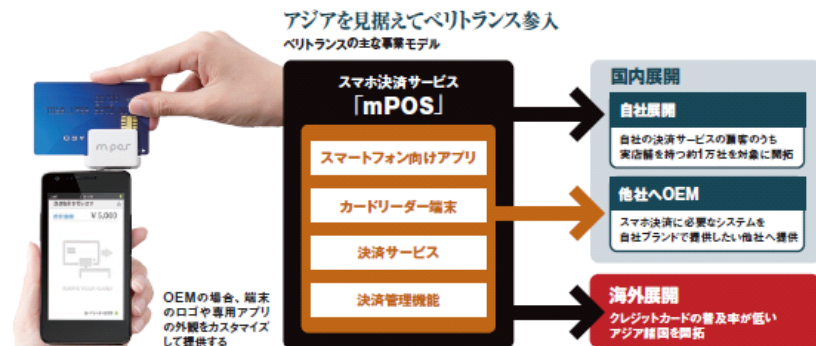 アジアを見据えてベリトランス参入
ベリトランスの主な事業モデル
mpos
¥5,000
OEMの場合、端末
のロゴや専用アプリ
の外観をカスタマイズ
して提供する
スマホ決済サービス
「mPOS」
スマートフォン向けアプリ
カードリーダー端末
決済サービス
決済管理機能
国内展開
自社展開
自社の決済サービスの顧客のうち
実店舗を持つ約1万社を対象に開拓
他社へOEM
スマホ決済に必要なシステムを
自社ブランドで提供したい他社へ提供
海外展開
クレジットカードの普及率が低い
アジア諸国を開拓